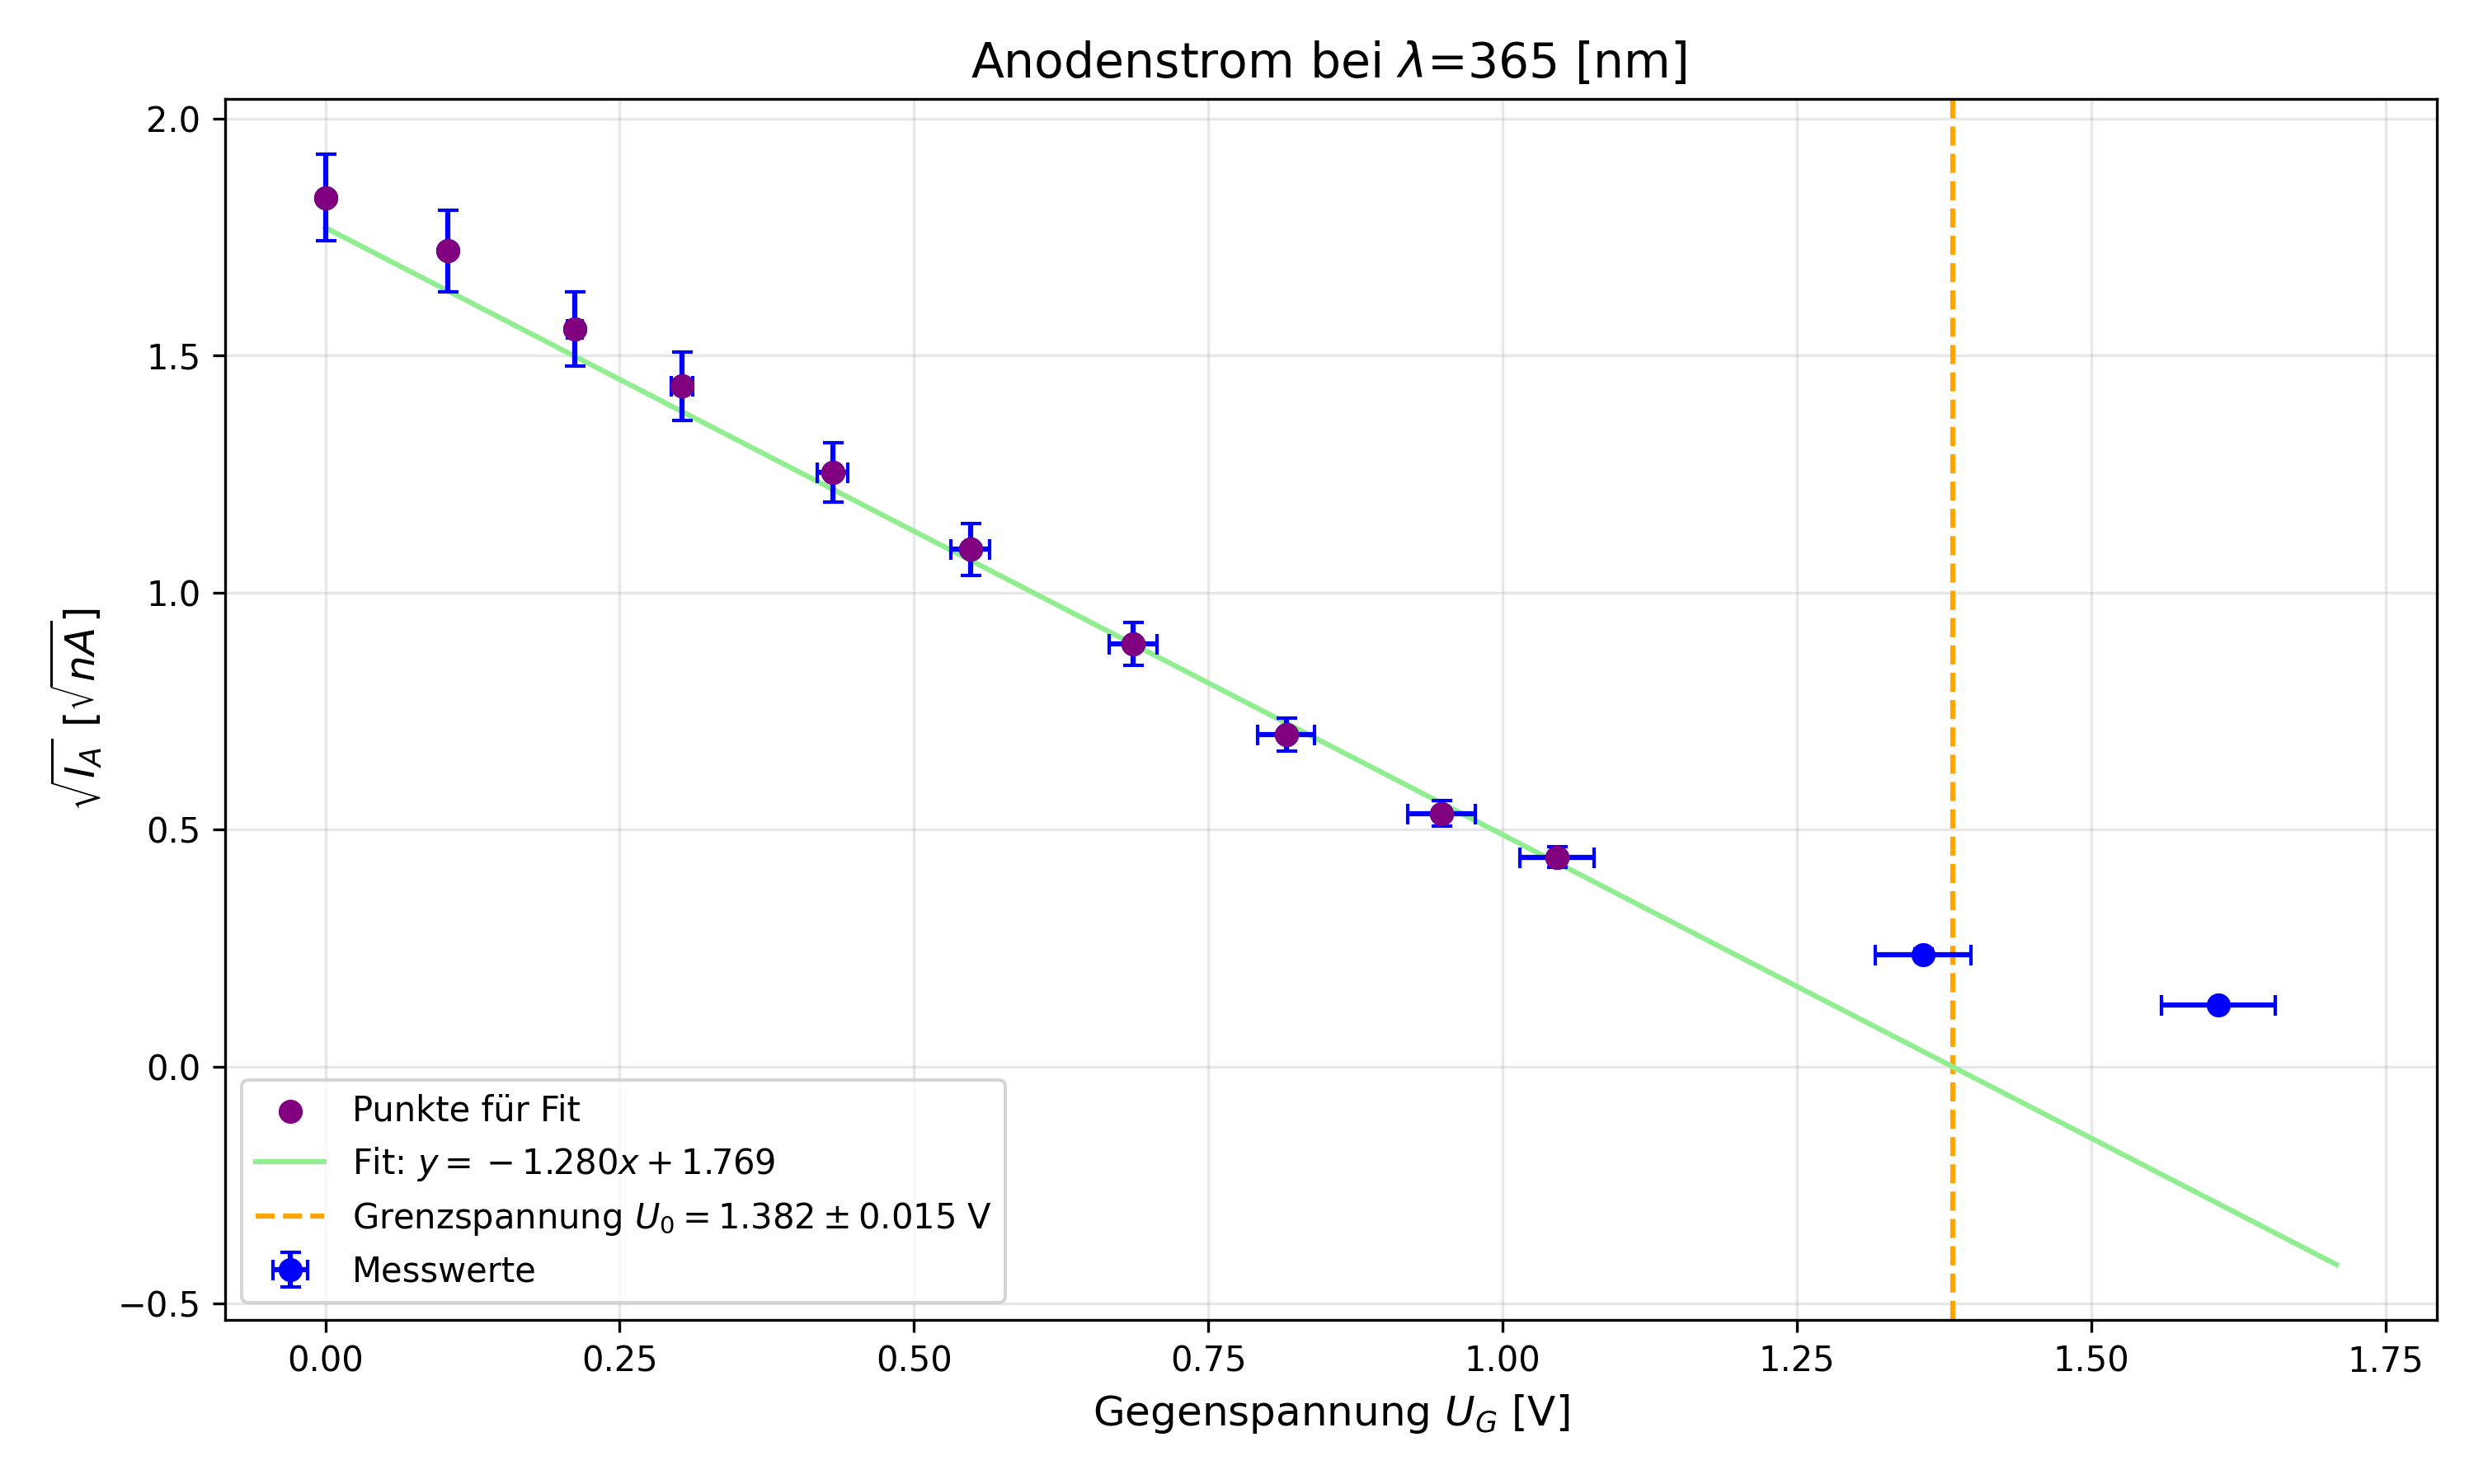 Anodenstrom bei λ=365 [nm]
√I_A [√nA]
2.0
1.5
1.0
0.5
0.0
−0.5
Punkte für Fit
Fit: y = −1.280x + 1.769
Grenzspannung U₀ = 1.382 ± 0.015 V
Messwerte
0.00 0.25 0.50 0.75 1.00 1.25 1.50 1.75
Gegenspannung U_G [V]